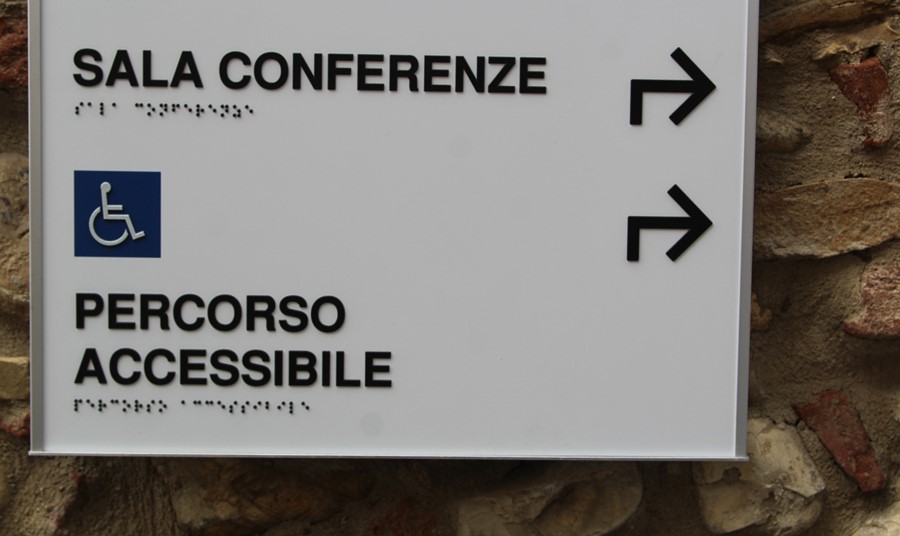 SALA CONFERENZE
⠎⠁⠇⠁ ⠉⠕⠝⠋⠑⠗⠑⠝⠵⠑
PERCORSO
ACCESSIBILE
⠏⠑⠗⠉⠕⠗⠎⠕ ⠁⠉⠉⠑⠎⠎⠊⠃⠊⠇⠑